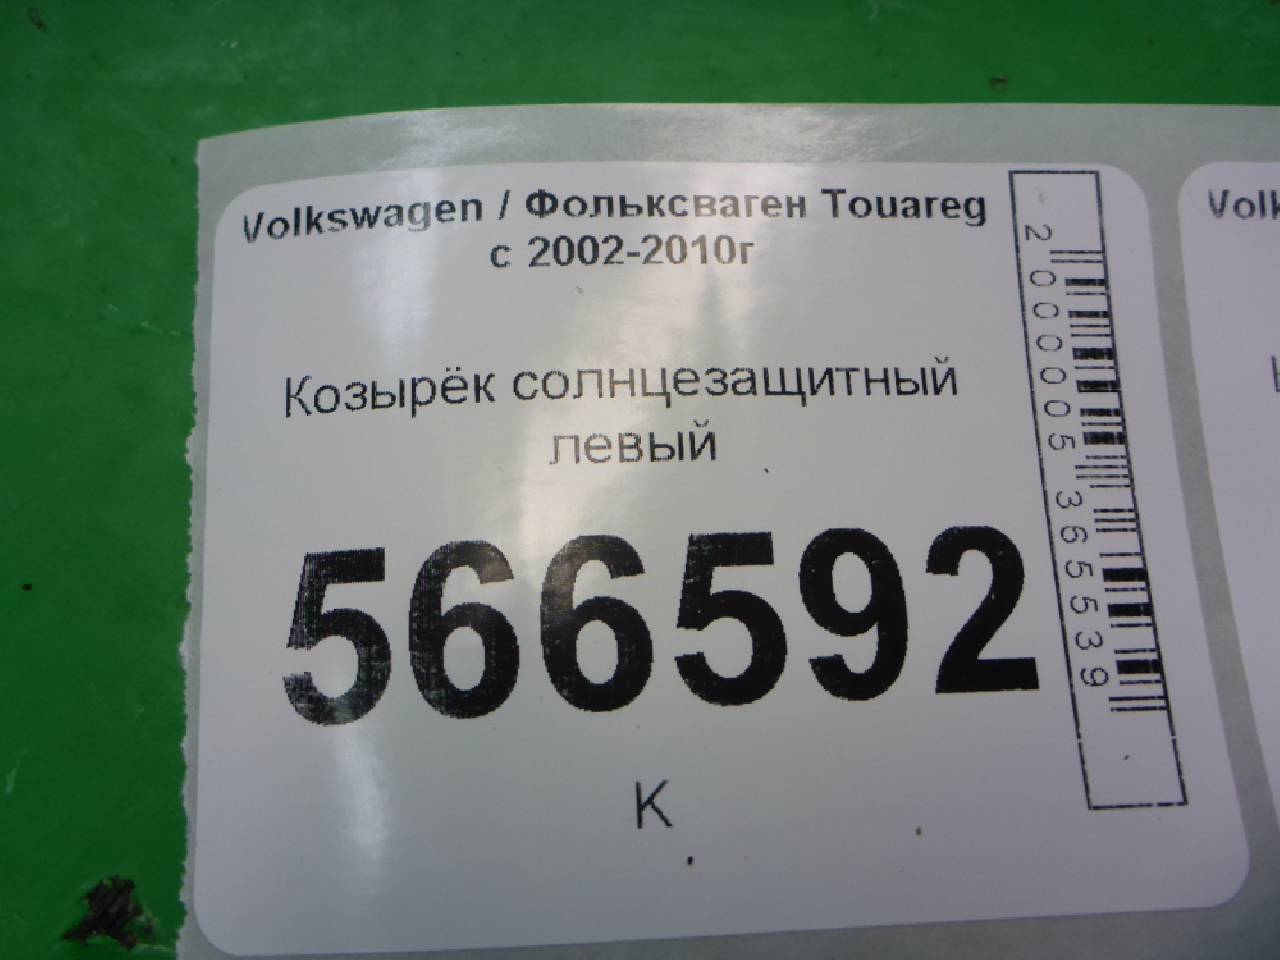 Volkswagen / Фольксваген Touareg
с 2002-2010г
Козырёк солнцезащитный
левый
566592
К
2000005365539